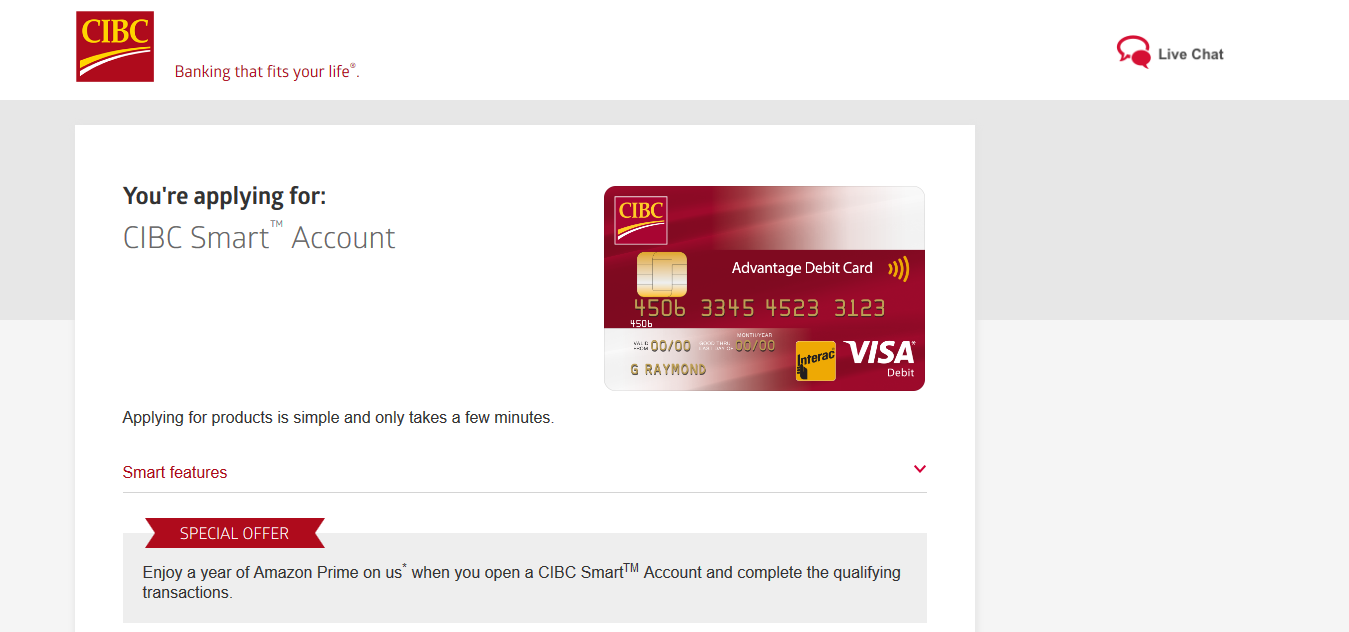 CIBC
Banking that fits your life®.
Live Chat
You're applying for:
CIBC Smart™ Account
CIBC
Advantage Debit Card
4506 3345 4523 3123
4506
MONTH/YEAR
VALID FROM 00/00 GOOD THRU LAST DAY OF 00/00
Interac
VISA*
Debit
G RAYMOND
Applying for products is simple and only takes a few minutes.
Smart features
SPECIAL OFFER
Enjoy a year of Amazon Prime on us* when you open a CIBC Smart™ Account and complete the qualifying
transactions.